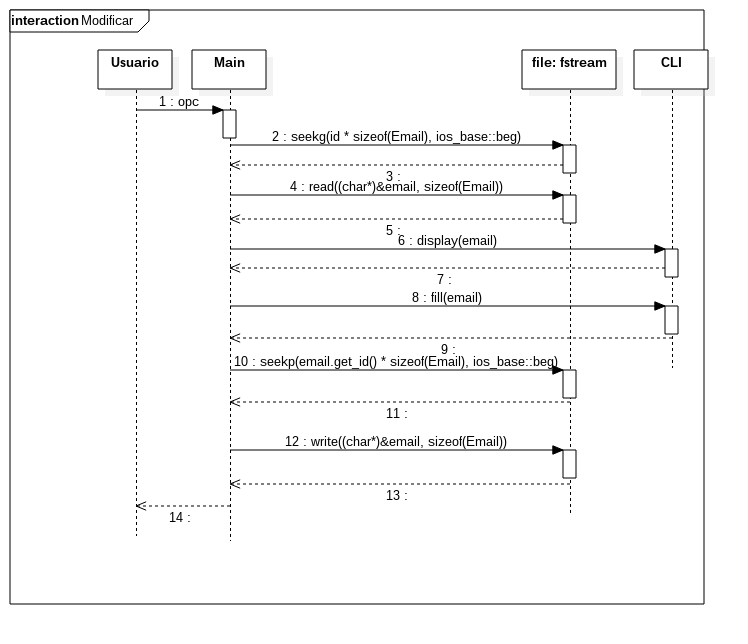 interaction Modificar
Usuario
Main
file: fstream
CLI
1 : opc
2 : seekg(id * sizeof(Email), ios_base::beg)
3 :
4 : read((char*)&email, sizeof(Email))
5 :
6 : display(email)
7 :
8 : fill(email)
9 :
10 : seekp(email.get_id() * sizeof(Email), ios_base::beg)
11 :
12 : write((char*)&email, sizeof(Email))
13 :
14 :